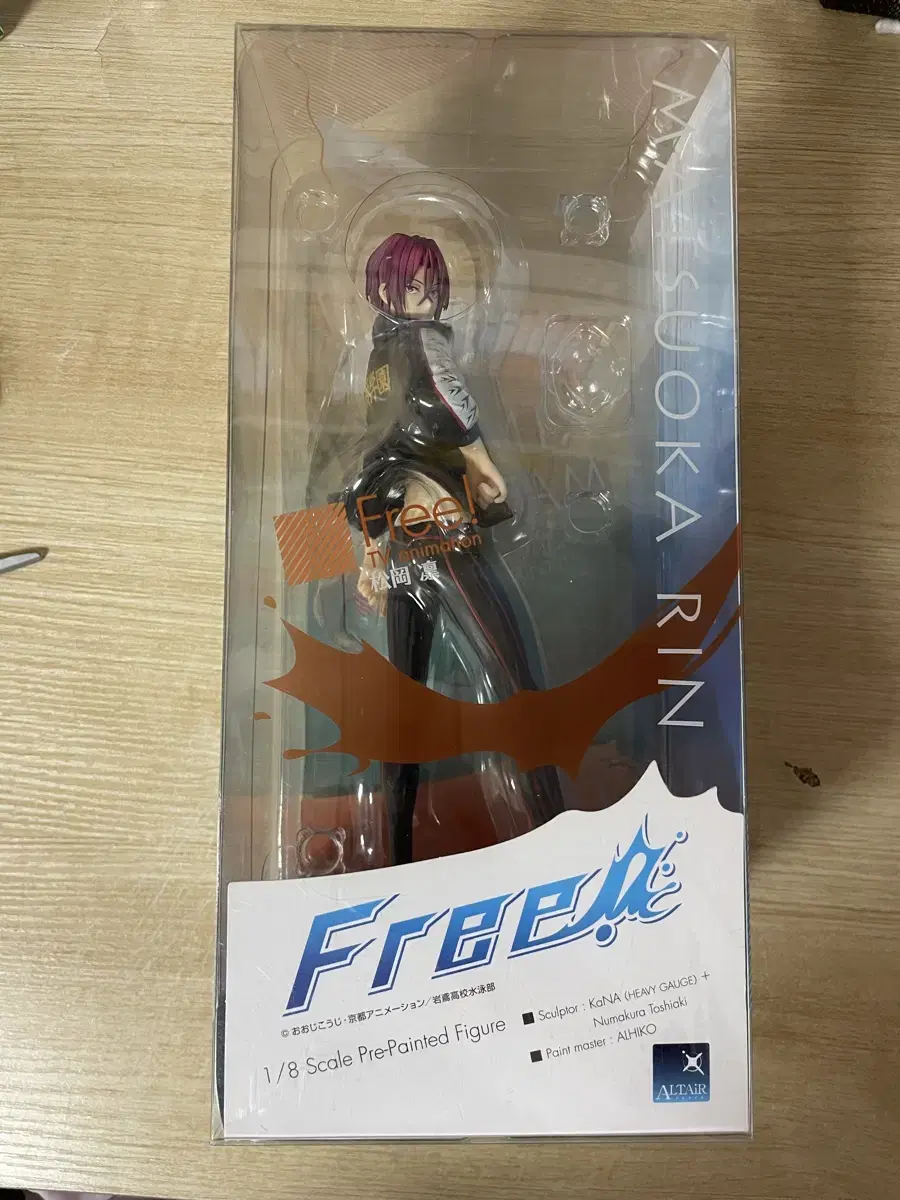 MATSUOKA RIN
園
Free!
TV animation
松岡 凛
Free!
© おおじこうじ・京都アニメーション／岩鳶高校水泳部
1/8 Scale Pre-Painted Figure
■ Sculptor : KaNA (HEAVY GAUGE) +
Numakura Toshiaki
■ Paint master : ALHIKO
ALTAiR